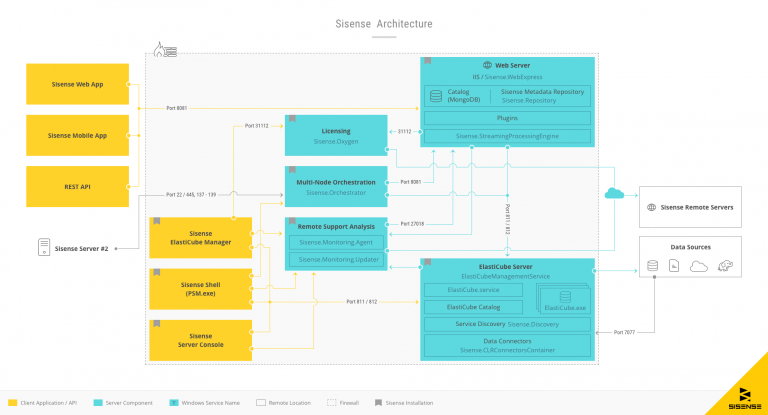 Sisense Architecture
Sisense Web App
Sisense Mobile App
REST API
Sisense Server #2
Port 8081
Port 31112
Port 22 / 445, 137 - 139
Licensing
Sisense.Oxygen
Multi-Node Orchestration
Sisense.Orchestrator
Remote Support Analysis
Sisense.Monitoring.Agent
Sisense.Monitoring.Updater
Sisense
ElastiCube Manager
Sisense Shell
(PSM.exe)
Sisense
Server Console
Port 811 / 812
31112
Port 8081
Port 27018
Port 811 / 812
Web Server
IIS / Sisense.WebExpress
Catalog
(MongoDB)
Sisense Metadata Repository
Sisense.Repository
Plugins
Sisense.StreamingProcessingEngine
ElastiCube Server
ElastiCubeManagementService
ElastiCube.service
ElastiCube Catalog
ElastiCube.exe
Service Discovery Sisense.Discovery
Data Connectors
Sisense.CLRConnectorsContainer
Sisense Remote Servers
Data Sources
Port 7077
Client Application / API
Server Component
Windows Service Name
Remote Location
Firewall
Sisense Installation
SISENSE